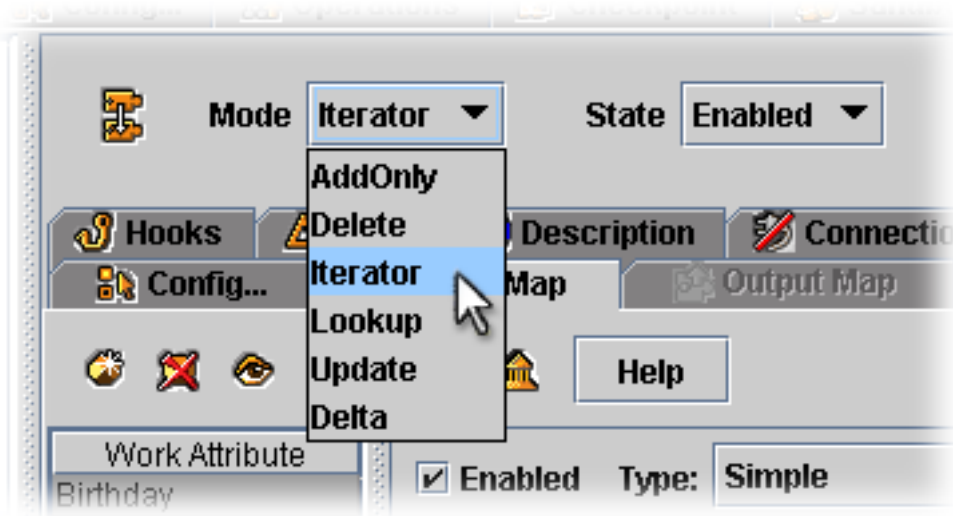 Mode Iterator State Enabled
AddOnly
Delete
Iterator
Lookup
Update
Delta
Hooks Description Connectio
Config... Map Output Map
Help
Work Attribute
Birthday
Enabled Type: Simple